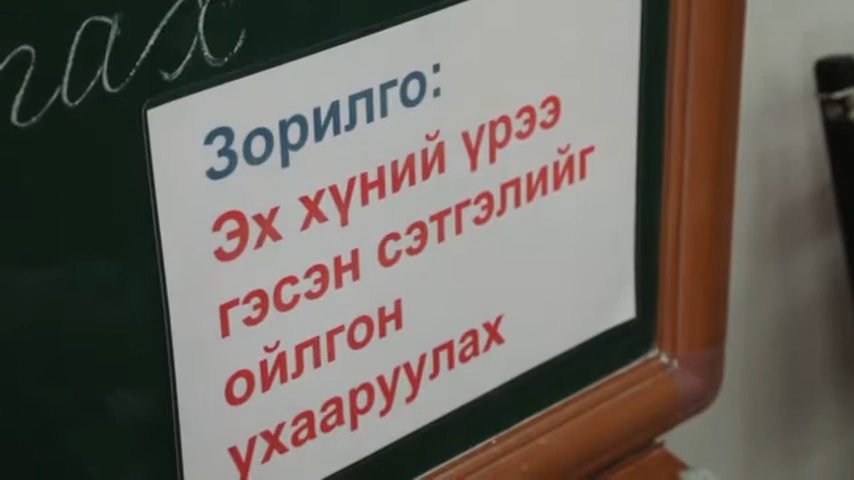 Зорилго:
Эх хүний үрээ
гэсэн сэтгэлийг
ойлгон
ухааруулах